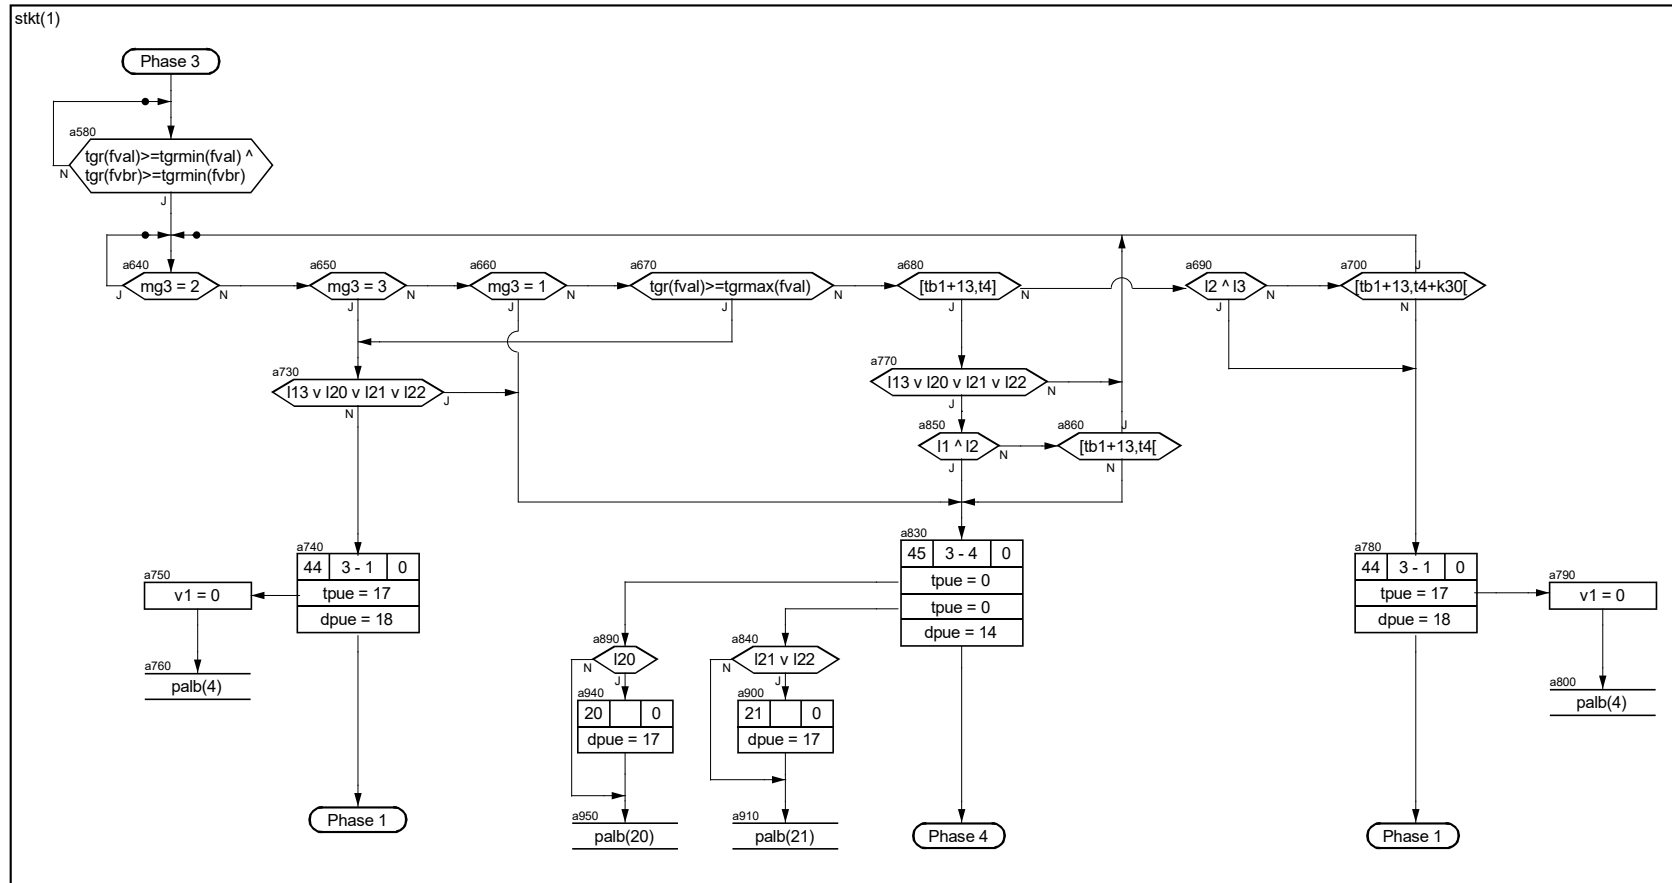 stkt(1)
Phase 3
a580
tgr(fval)>=tgrmin(fval) ^
tgr(fvbr)>=tgrmin(fvbr)
N
J
a640
mg3 = 2
J
N
a650
mg3 = 3
N
J
a660
mg3 = 1
N
J
a670
tgr(fval)>=tgrmax(fval)
N
J
a680
[tb1+13,t4]
N
J
a690
l2 ^ l3
N
J
a700
J
[tb1+13,t4+k30[
N
a730
l13 v l20 v l21 v l22
J
N
a770
l13 v l20 v l21 v l22
N
J
a850
l1 ^ l2
N
J
a860
J
[tb1+13,t4[
N
a740
44 3 - 1 0
tpue = 17
dpue = 18
a750
v1 = 0
a760
palb(4)
Phase 1
a830
45 3 - 4 0
tpue = 0
tpue = 0
dpue = 14
a890
l20
N
J
a940
20 0
dpue = 17
a950
palb(20)
a840
l21 v l22
N
J
a900
21 0
dpue = 17
a910
palb(21)
Phase 4
a780
44 3 - 1 0
tpue = 17
dpue = 18
a790
v1 = 0
a800
palb(4)
Phase 1